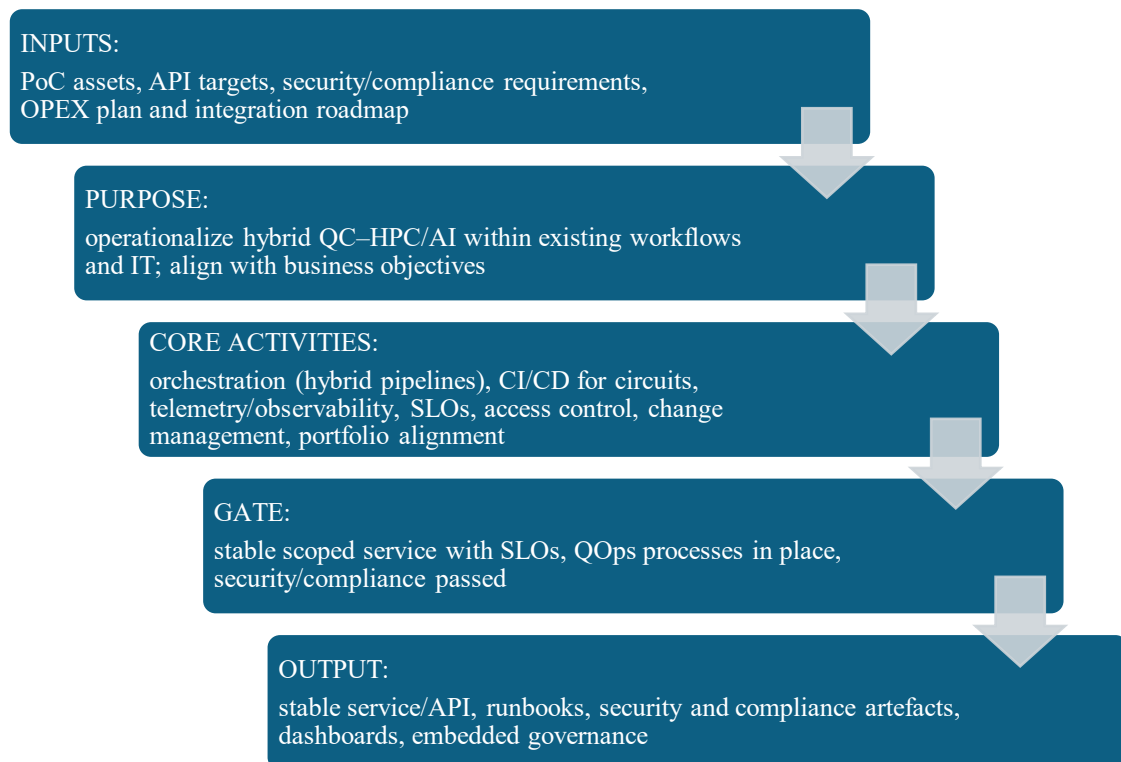 INPUTS:
PoC assets, API targets, security/compliance requirements,
OPEX plan and integration roadmap
PURPOSE:
operationalize hybrid QC–HPC/AI within existing workflows
and IT; align with business objectives
CORE ACTIVITIES:
orchestration (hybrid pipelines), CI/CD for circuits,
telemetry/observability, SLOs, access control, change
management, portfolio alignment
GATE:
stable scoped service with SLOs, QOps processes in place,
security/compliance passed
OUTPUT:
stable service/API, runbooks, security and compliance artefacts,
dashboards, embedded governance